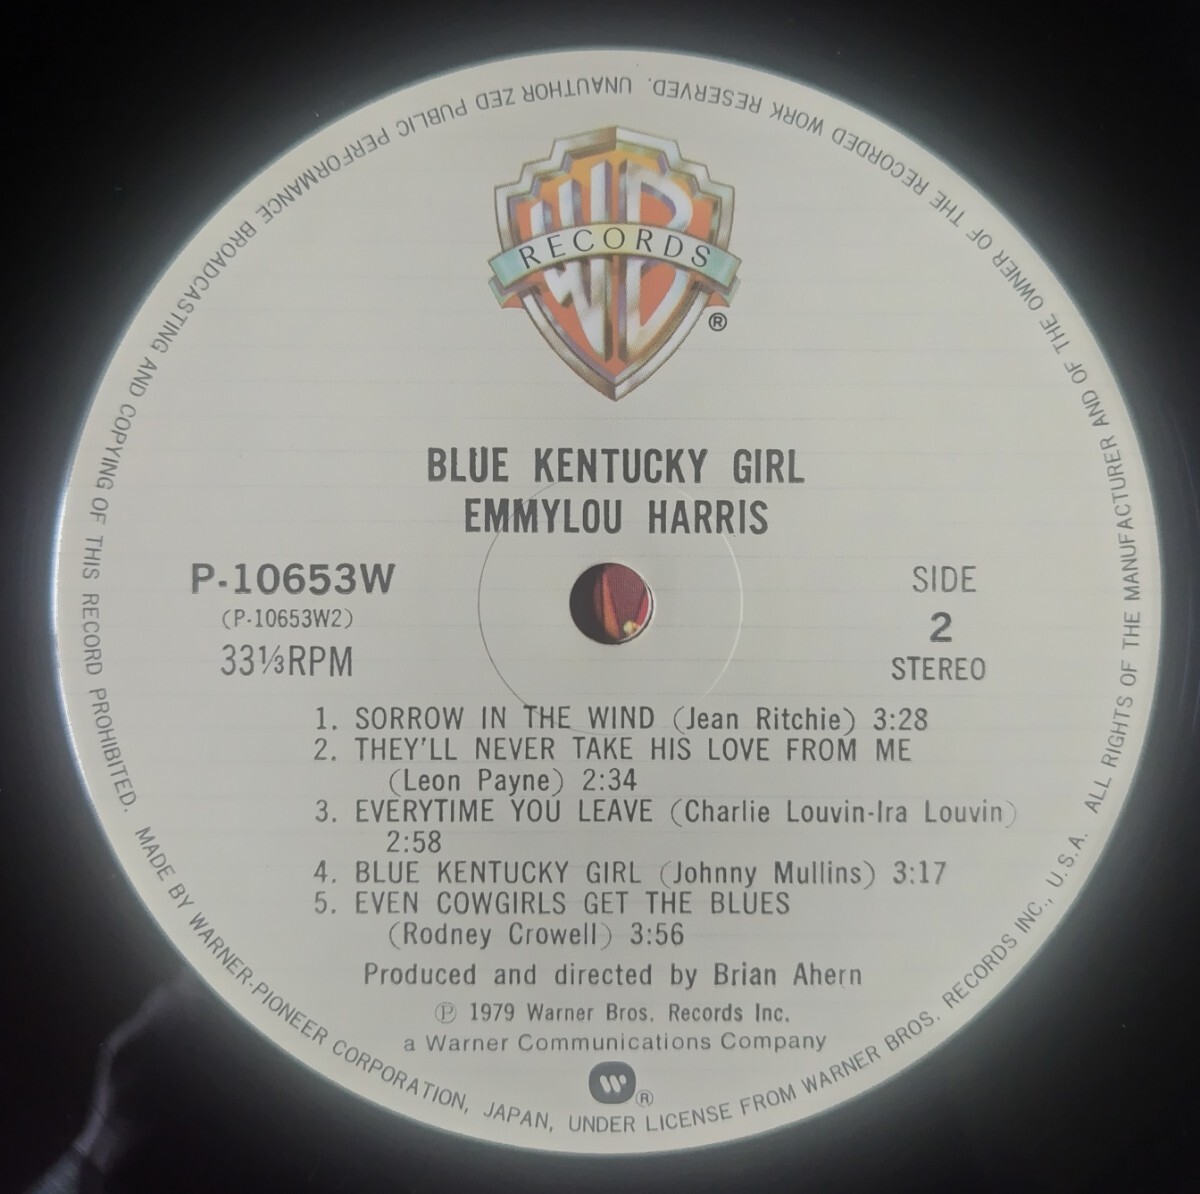 WB
RECORDS
®
BLUE KENTUCKY GIRL
EMMYLOU HARRIS
P-10653W
(P-10653W2)
33⅓RPM
SIDE
2
STEREO
1. SORROW IN THE WIND (Jean Ritchie) 3:28
2. THEY'LL NEVER TAKE HIS LOVE FROM ME
(Leon Payne) 2:34
3. EVERYTIME YOU LEAVE (Charlie Louvin-Ira Louvin)
2:58
4. BLUE KENTUCKY GIRL (Johnny Mullins) 3:17
5. EVEN COWGIRLS GET THE BLUES
(Rodney Crowell) 3:56
Produced and directed by Brian Ahern
℗ 1979 Warner Bros. Records Inc.
a Warner Communications Company
W®
MADE BY WARNER-PIONEER CORPORATION, JAPAN, UNDER LICENSE FROM WARNER BROS. RECORDS INC., U.S.A. ALL RIGHTS OF THE MANUFACTURER AND OF THE OWNER OF THE RECORDED WORK RESERVED. UNAUTHOR ZED PUBLIC PERFORMANCE BROADCASTING AND COPYING OF THIS RECORD PROHIBITED.